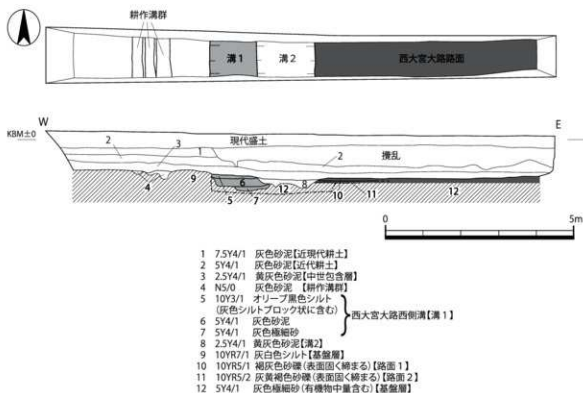 耕作溝群
溝1
溝2
西大宮大路路面
W
E
KBM±0
現代盛土
2
3
1
2
攪乱
4
9
5
6
7
12
8
10
11
12
0
5m
1 7.5Y4/1 灰色砂泥【近現代耕土】
2 5Y4/1 灰色砂泥【近代耕土】
3 2.5Y4/1 黄灰色砂泥【中世包含層】
4 N5/0 灰色砂泥 【耕作溝群】
5 10Y3/1 オリーブ黒色シルト
(灰色シルトブロック状に含む)
西大宮大路西側溝【溝1】
6 5Y4/1 灰色砂泥
7 5Y4/1 灰色極細砂
8 2.5Y4/1 黄灰色砂泥【溝2】
9 10YR7/1 灰白色シルト【基盤層】
10 10YR5/1 褐灰色砂礫(表面固く締まる)【路面1】
11 10YR5/2 灰黄褐色砂礫(表面固く締まる)【路面2】
12 5Y4/1 灰色極細砂(有機物中量含む)【基盤層】